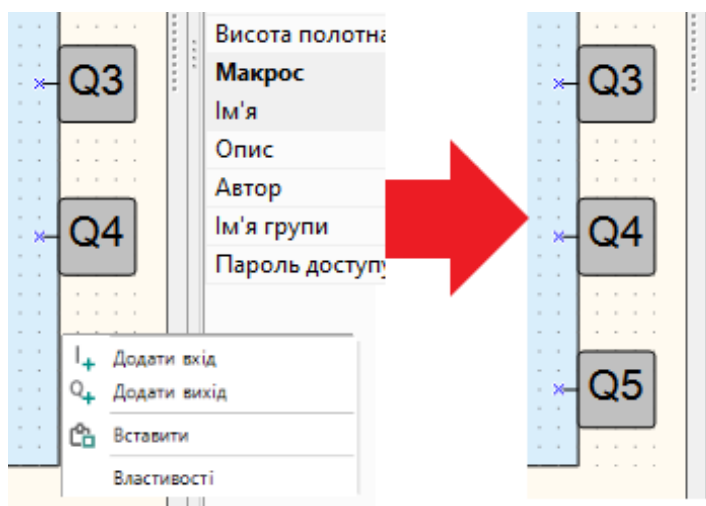 Q3
Q4
Висота полотна
Макрос
Ім'я
Опис
Автор
Ім'я групи
Пароль доступу
Додати вхід
Додати вихід
Вставити
Властивості
Q3
Q4
Q5